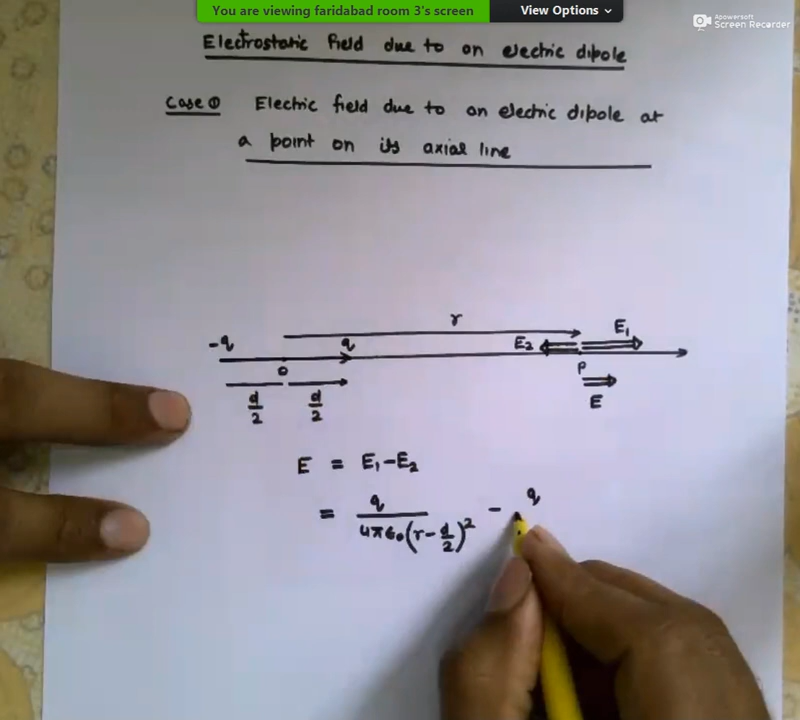 You are viewing faridabad room 3's screen
View Options
Apowersoft
Screen Recorder
Electrostatic field due to an electric dipole
Case ① Electric field due to an electric dipole at
a point on its axial line
r
-q q E₂ E₁
O P
d/2 d/2 E
E = E₁-E₂
= q/4πϵ₀(r-d/2)² - q